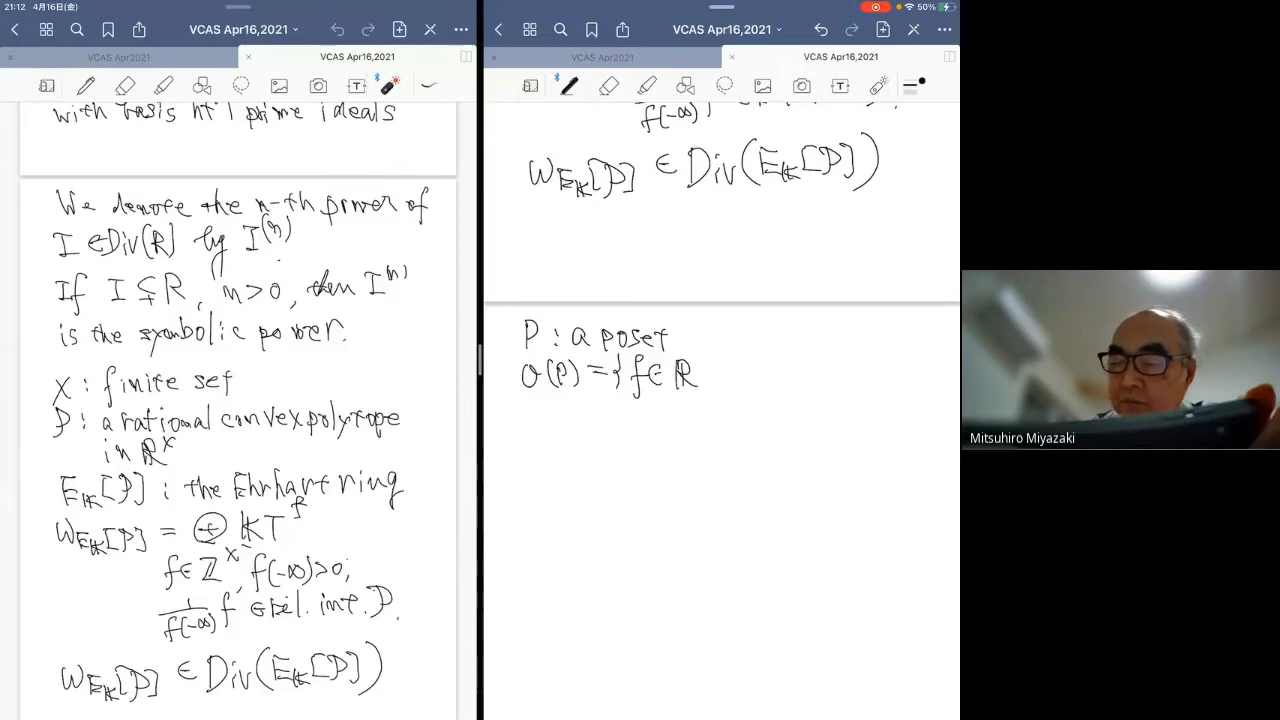 21:12 4月16日(金)
50%
VCAS Apr16,2021
VCAS Apr2021
VCAS Apr16,2021
with basis ht 1 prime ideals
We denote the n-th power of
I ∈ Div(R) by I^(n).
If I ⊊ R, n>0, then I^(n)
is the symbolic power.
X : finite set
P : a rational convex polytope
in ℝ^X
E_𝕂[P] : the Ehrhart ring
ω_{E_𝕂[P]} = ⊕ 𝕂T^f
f∈ℤ^{X^-}, f(-∞)>0,
1/f(-∞) f ∈ rel. int. P.
ω_{E_𝕂[P]} ∈ Div(E_𝕂[P])
VCAS Apr16,2021
VCAS Apr2021
VCAS Apr16,2021
f(-∞)
ω_{E_𝕂[P]} ∈ Div(E_𝕂[P])
P : a poset
O(P) = { f ∈ ℝ
Mitsuhiro Miyazaki